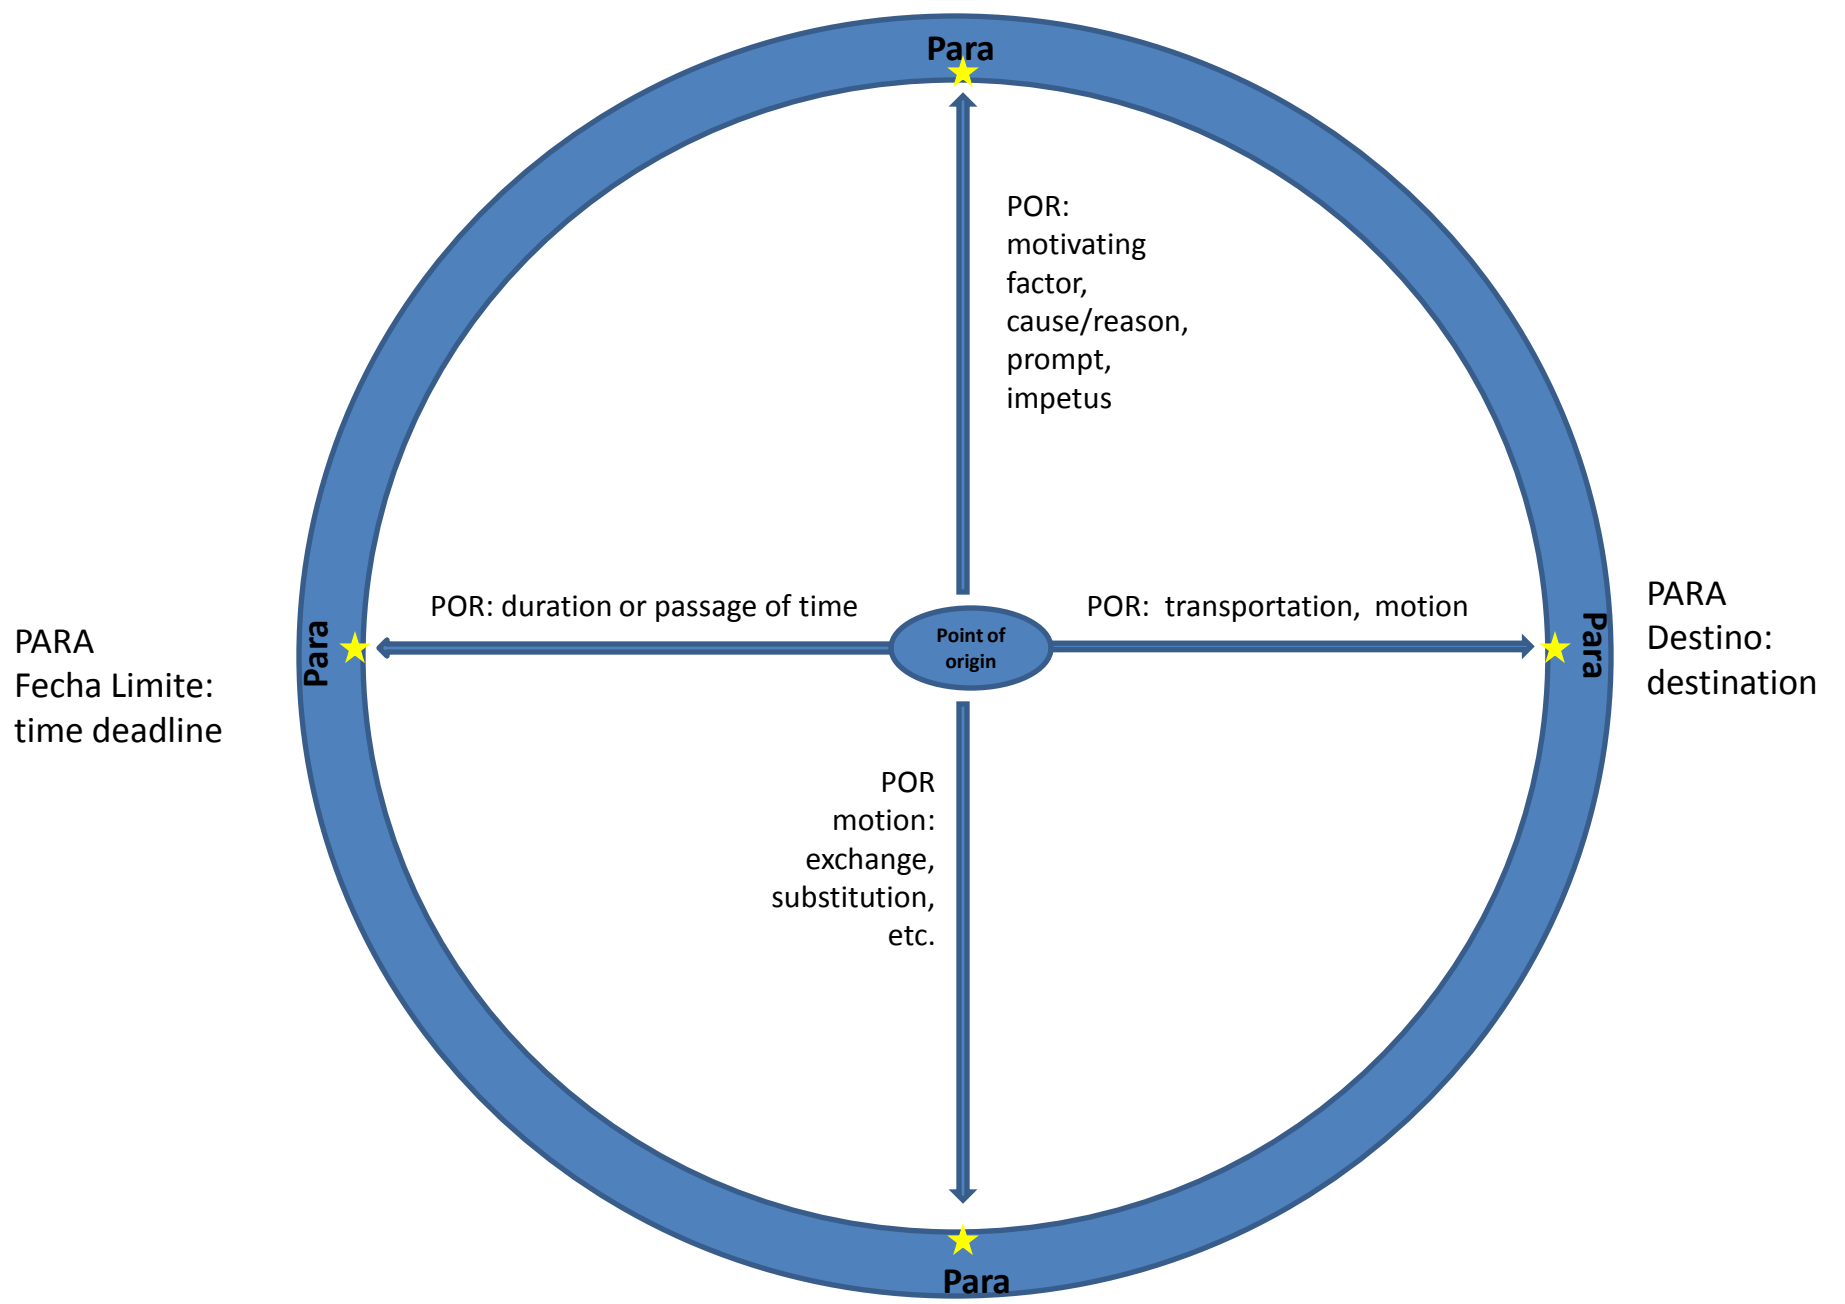 Para
POR:
motivating
factor,
cause/reason,
prompt,
impetus
POR: duration or passage of time
POR:  transportation,  motion
Point of
origin
Para
Para
PARA
Fecha Limite:
time deadline
PARA
Destino:
destination
POR
motion:
exchange,
substitution,
etc.
Para